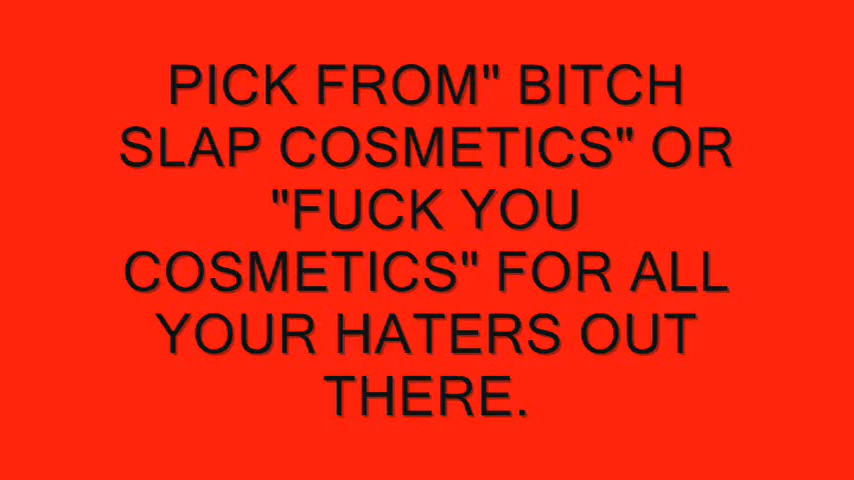 PICK FROM" BITCH
SLAP COSMETICS" OR
"FUCK YOU
COSMETICS" FOR ALL
YOUR HATERS OUT
THERE.